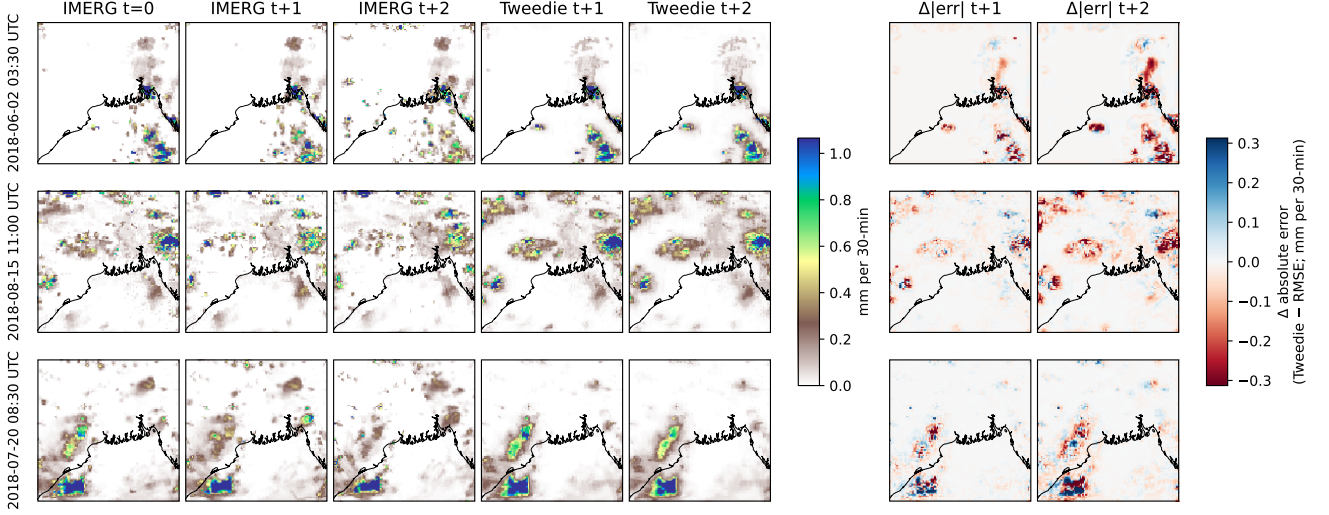 IMERG t=0 IMERG t+1 IMERG t+2 Tweedie t+1 Tweedie t+2 Δ|err| t+1 Δ|err| t+2
2018-06-02 03:30 UTC
2018-08-15 11:00 UTC
2018-07-20 08:30 UTC
1.0
0.8
0.6
0.4
0.2
0.0
mm per 30-min
0.3
0.2
0.1
0.0
−0.1
−0.2
−0.3
Δ absolute error
(Tweedie − RMSE; mm per 30-min)